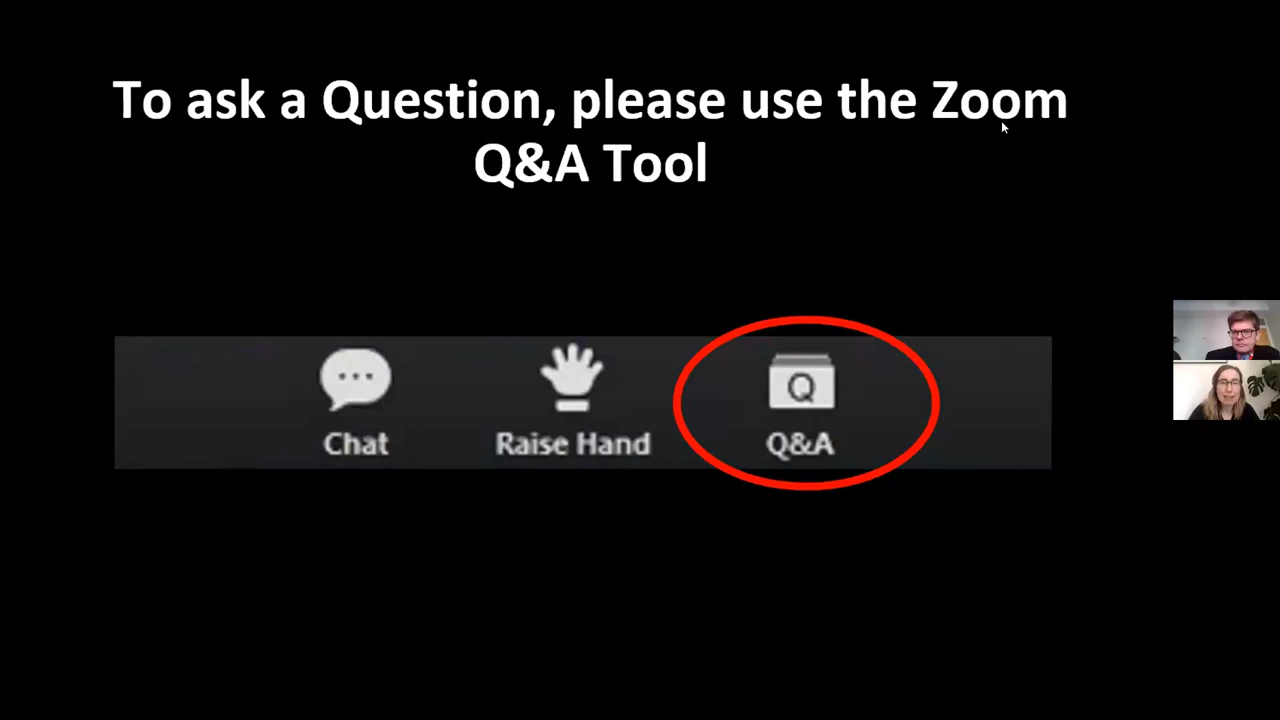 To ask a Question, please use the Zoom
Q&A Tool
Q
Chat
Raise Hand
Q&A